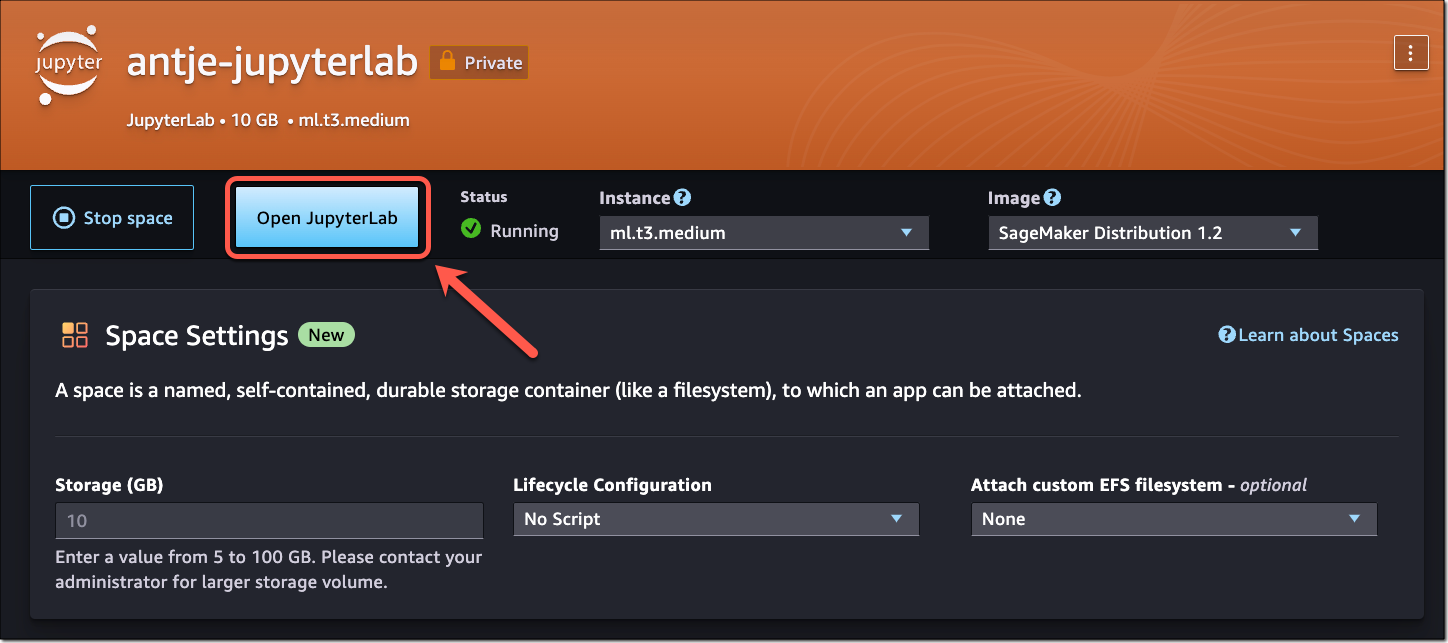 jupyter
antje-jupyterlab
Private
JupyterLab • 10 GB • ml.t3.medium
Stop space
Open JupyterLab
Status
Running
Instance
ml.t3.medium
Image
SageMaker Distribution 1.2
Space Settings
New
Learn about Spaces
A space is a named, self-contained, durable storage container (like a filesystem), to which an app can be attached.
Storage (GB)
10
Enter a value from 5 to 100 GB. Please contact your
administrator for larger storage volume.
Lifecycle Configuration
No Script
Attach custom EFS filesystem - optional
None